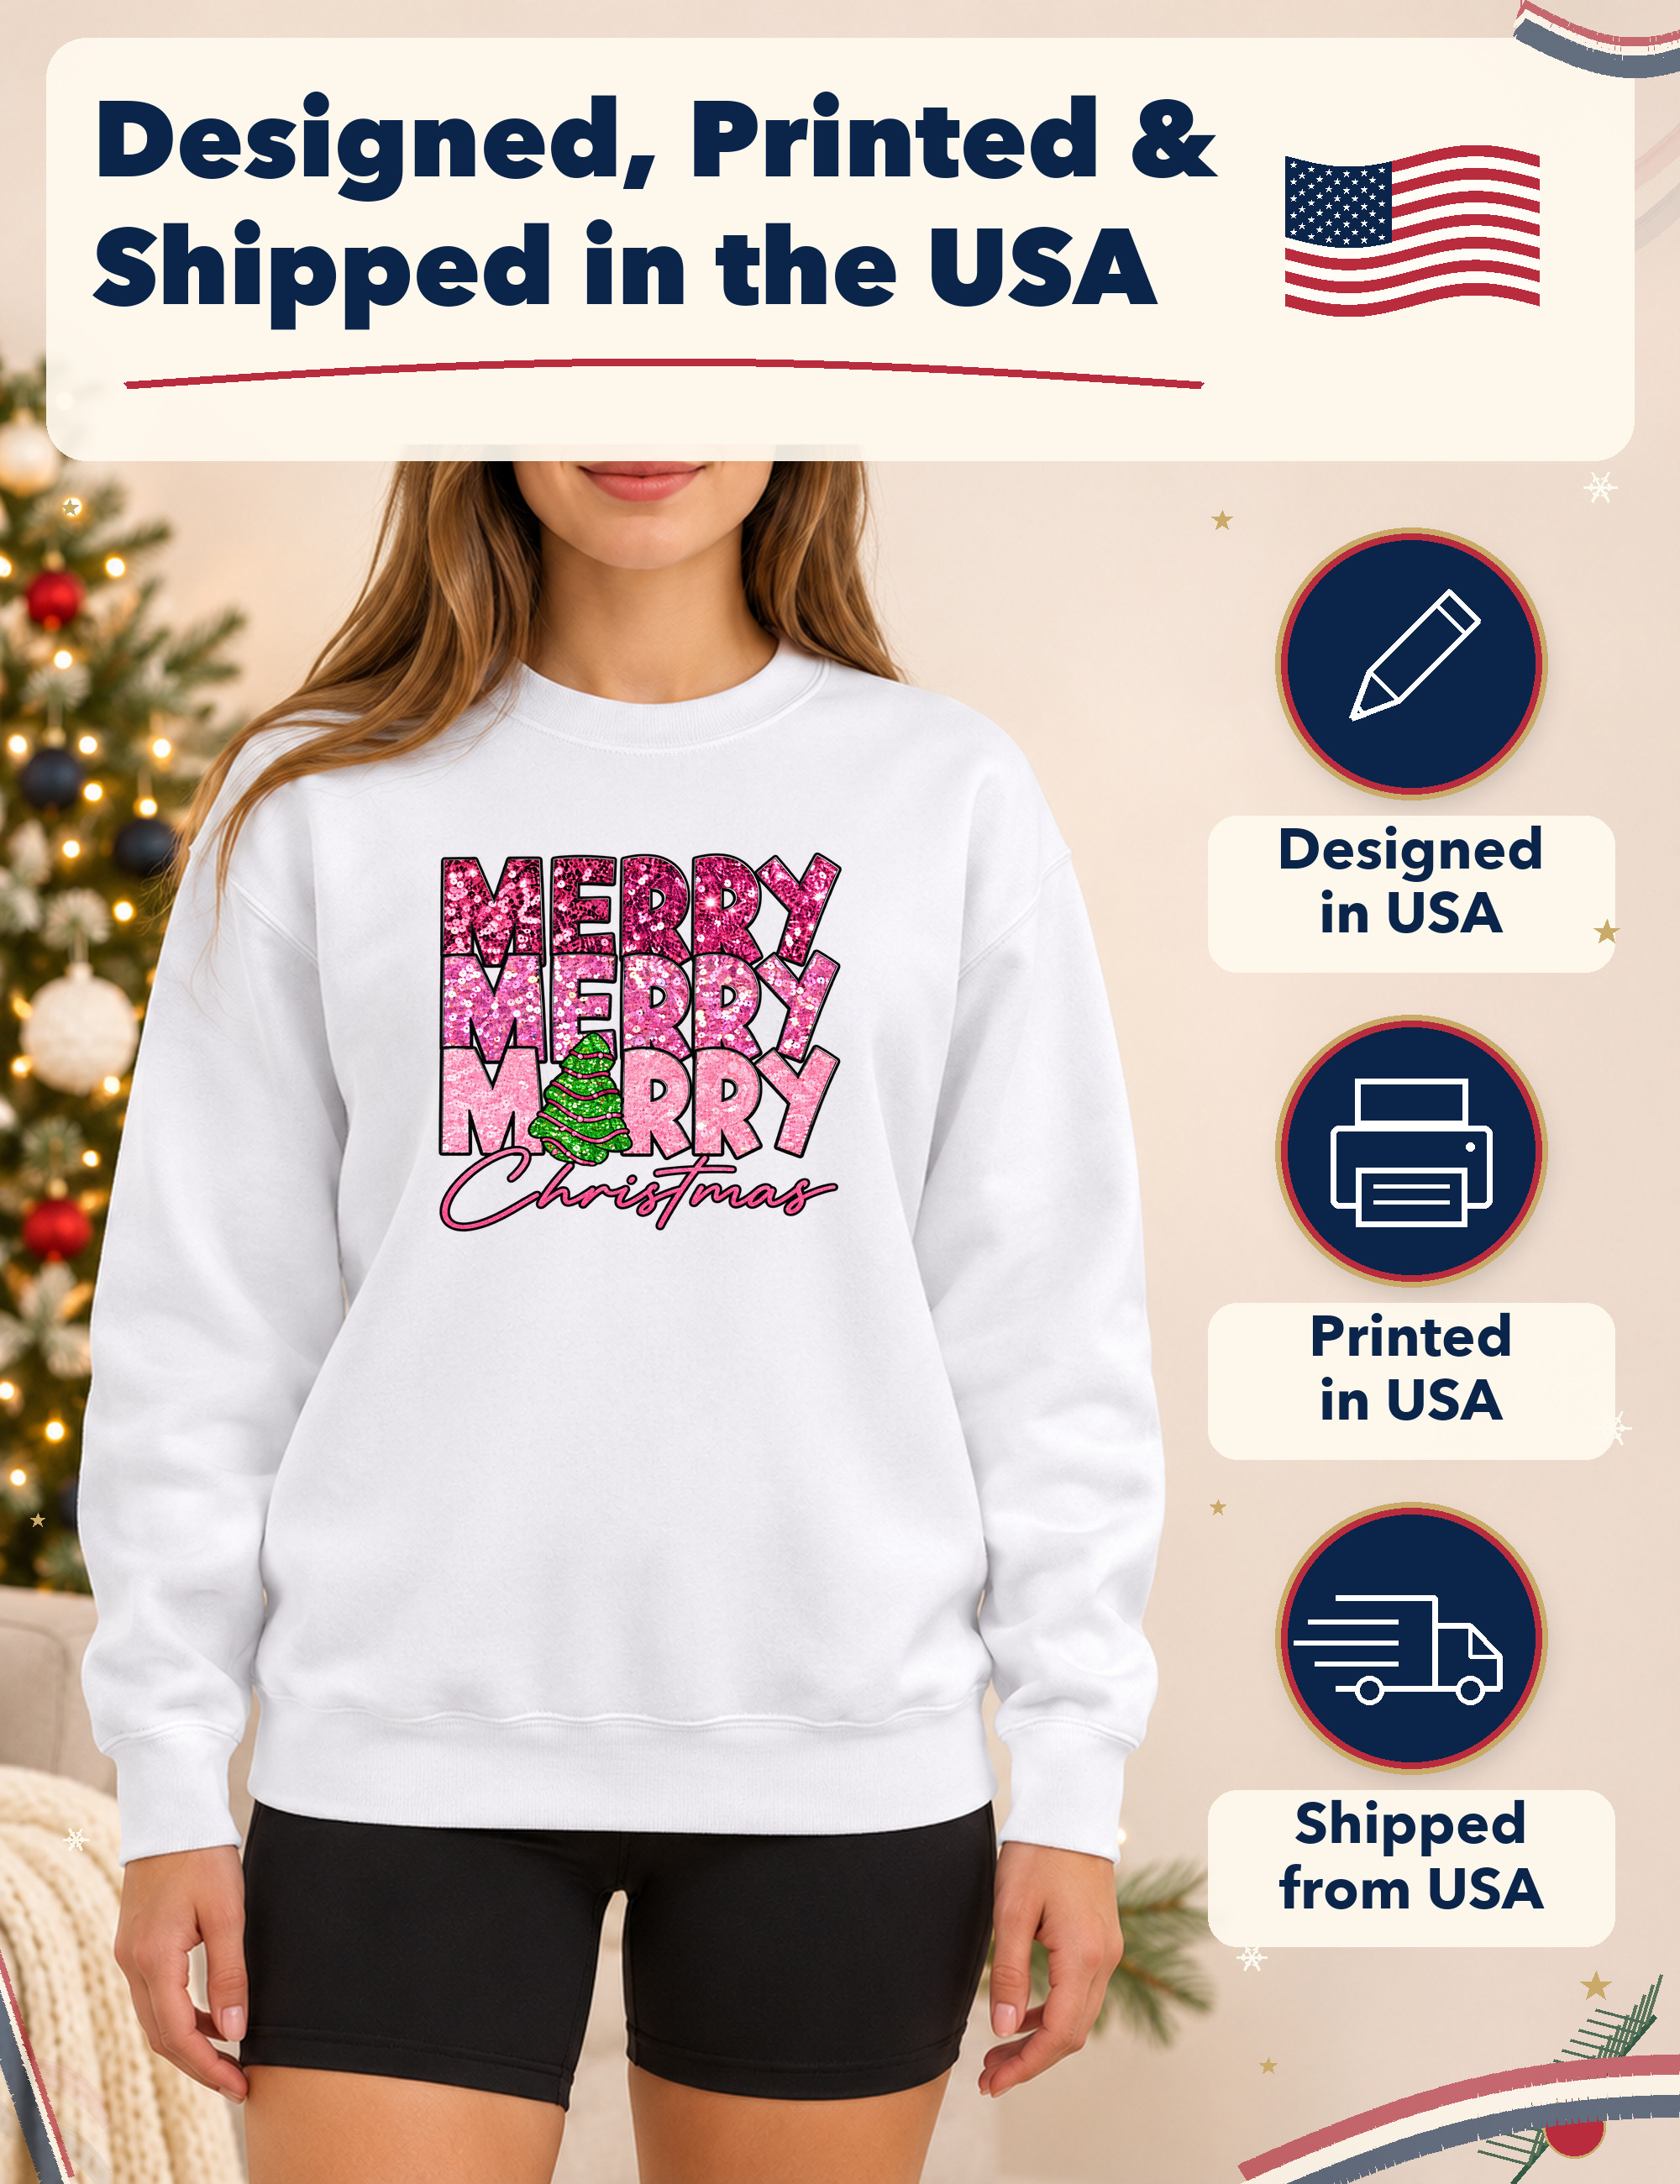 Designed, Printed &
Shipped in the USA
MERRY
MERRY
MERRY
Christmas
Designed
in USA
Printed
in USA
Shipped
from USA